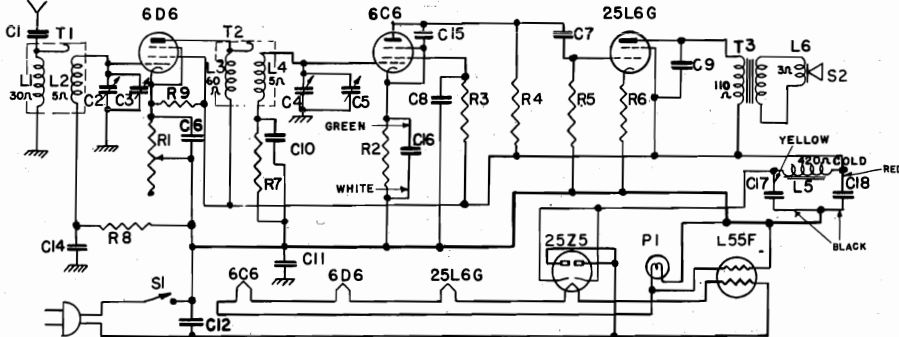 6D6
6C6
25L6G
C1
T1
T2
C15
C7
T3
L6
L1
30Ω
L2
5Ω
C2
C3
R9
L3
60
Ω
L4
5Ω
C4
C5
C8
R3
R4
R5
R6
C9
110
Ω
3Ω
S2
R1
C6
C10
GREEN
R2
C16
WHITE
R7
YELLOW
420Ω COLD
RED
C17
L5
C18
BLACK
R8
C14
C11
25Z5
P1
L55F
6C6
6D6
25L6G
S1
C12